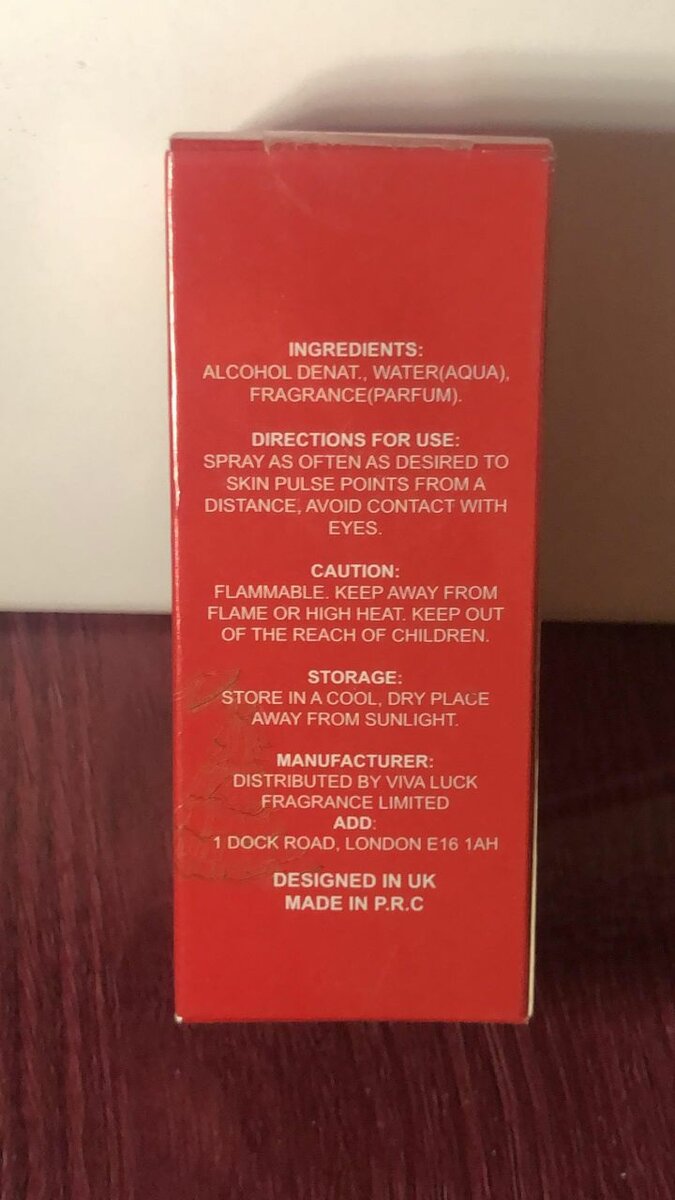 INGREDIENTS:
ALCOHOL DENAT., WATER(AQUA),
FRAGRANCE(PARFUM).
DIRECTIONS FOR USE:
SPRAY AS OFTEN AS DESIRED TO
SKIN PULSE POINTS FROM A
DISTANCE, AVOID CONTACT WITH
EYES.
CAUTION:
FLAMMABLE. KEEP AWAY FROM
FLAME OR HIGH HEAT. KEEP OUT
OF THE REACH OF CHILDREN.
STORAGE:
STORE IN A COOL, DRY PLACE
AWAY FROM SUNLIGHT.
MANUFACTURER:
DISTRIBUTED BY VIVA LUCK
FRAGRANCE LIMITED
ADD:
1 DOCK ROAD, LONDON E16 1AH
DESIGNED IN UK
MADE IN P.R.C